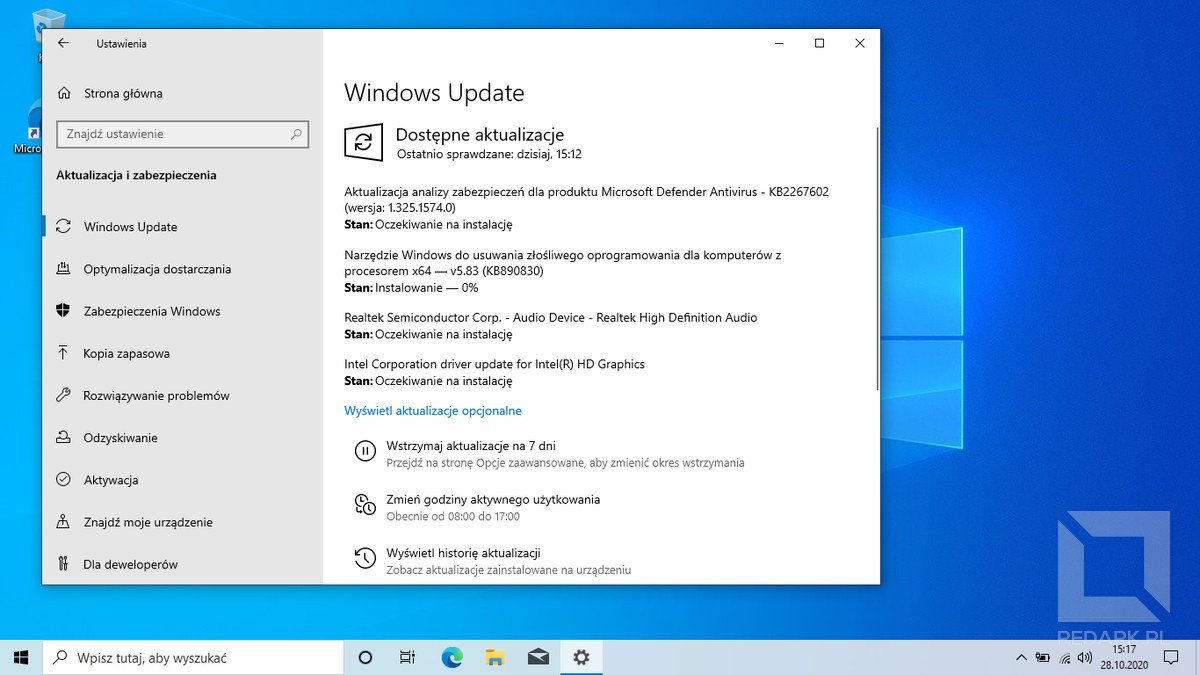 Ustawienia
Strona główna
Znajdź ustawienie
Aktualizacja i zabezpieczenia
Windows Update
Optymalizacja dostarczania
Zabezpieczenia Windows
Kopia zapasowa
Rozwiązywanie problemów
Odzyskiwanie
Aktywacja
Znajdź moje urządzenie
Dla deweloperów
Windows Update
Dostępne aktualizacje
Ostatnio sprawdzane: dzisiaj, 15:12
Aktualizacja analizy zabezpieczeń dla produktu Microsoft Defender Antivirus - KB2267602
(wersja: 1.325.1574.0)
Stan: Oczekiwanie na instalację
Narzędzie Windows do usuwania złośliwego oprogramowania dla komputerów z
procesorem x64 — v5.83 (KB890830)
Stan: Instalowanie — 0%
Realtek Semiconductor Corp. - Audio Device - Realtek High Definition Audio
Stan: Oczekiwanie na instalację
Intel Corporation driver update for Intel(R) HD Graphics
Stan: Oczekiwanie na instalację
Wyświetl aktualizacje opcjonalne
Wstrzymaj aktualizacje na 7 dni
Przejdź na stronę Opcje zaawansowane, aby zmienić okres wstrzymania
Zmień godziny aktywnego użytkowania
Obecnie od 08:00 do 17:00
Wyświetl historię aktualizacji
Zobacz aktualizacje zainstalowane na urządzeniu
Micro
REDARK.PL
Wpisz tutaj, aby wyszukać
15:17
28.10.2020